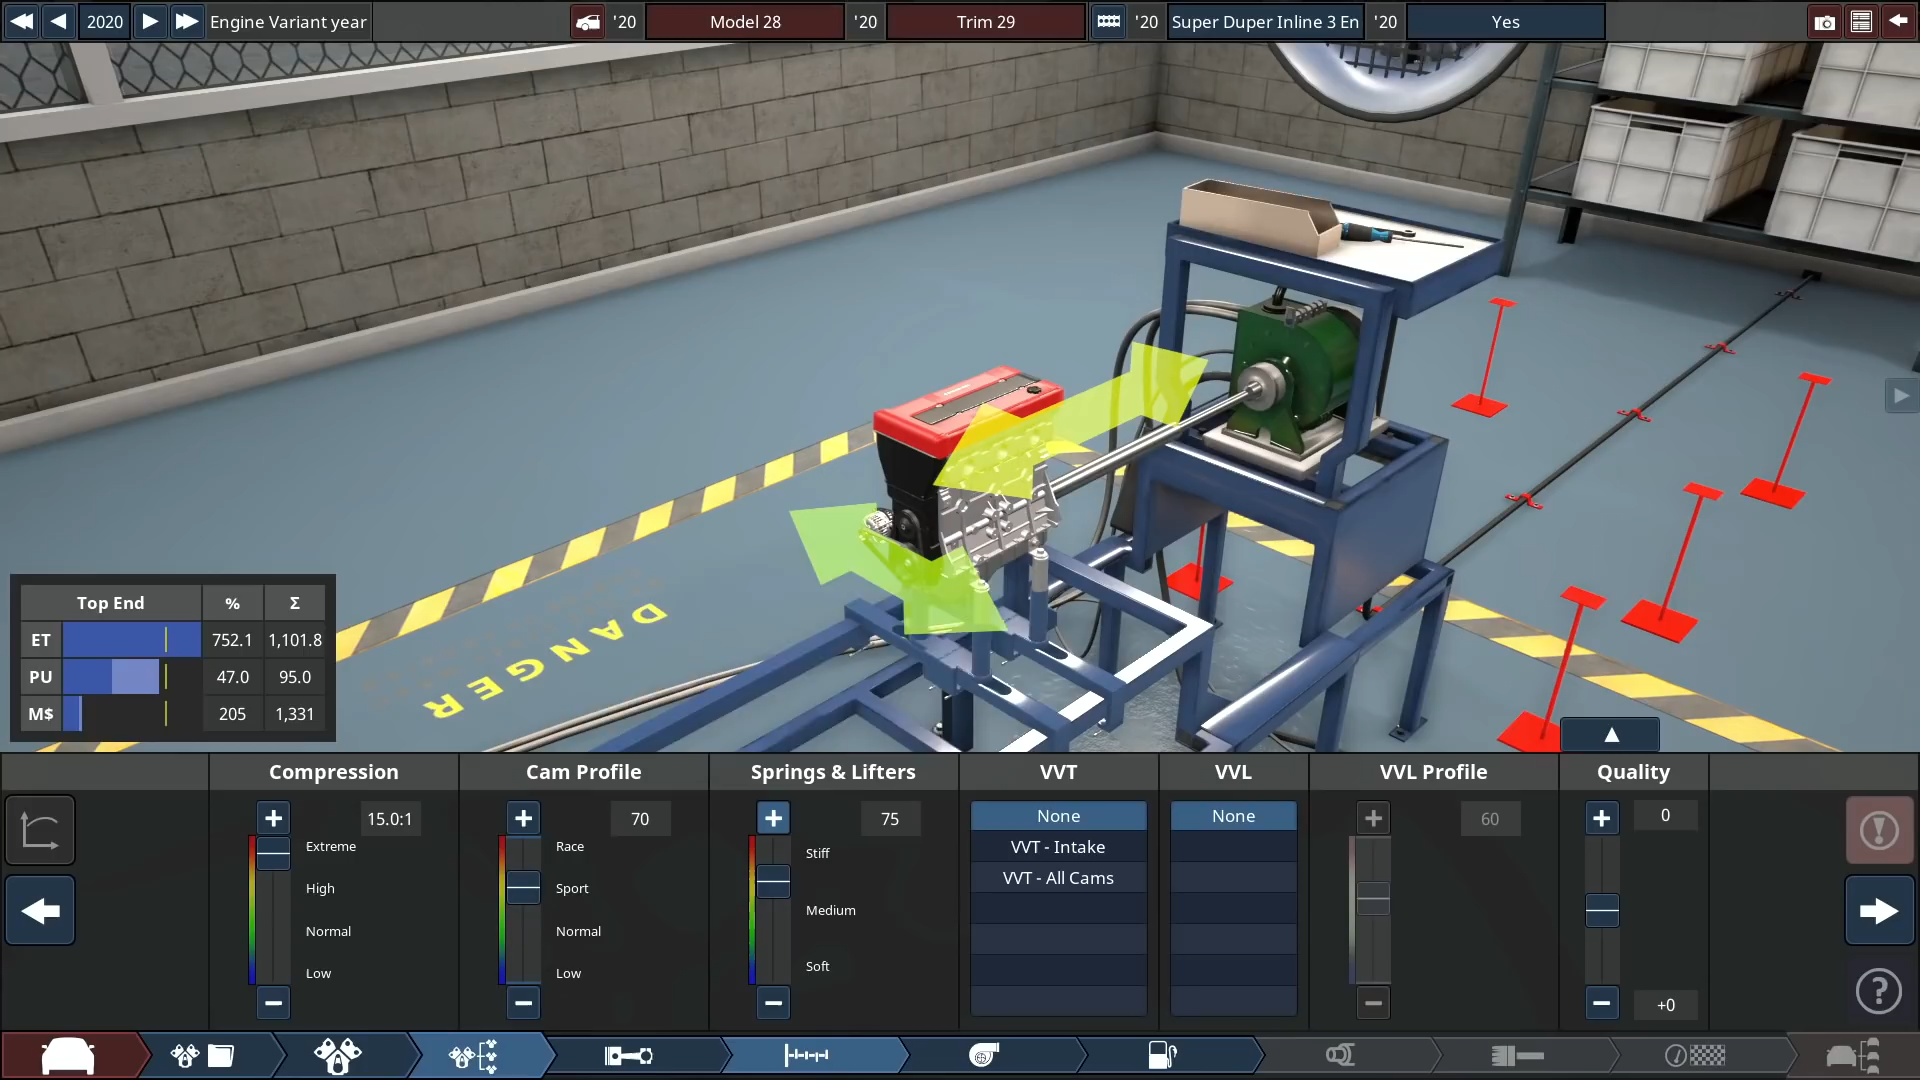 2020 Engine Variant year '20 Model 28 '20 Trim 29 '20 Super Duper Inline 3 En '20 Yes
DANGER
Top End % Σ
ET 752.1 1,101.8
PU 47.0 95.0
M$ 205 1,331
Compression Cam Profile Springs & Lifters VVT VVL VVL Profile Quality
15.0:1
Extreme
High
Normal
Low
70
Race
Sport
Normal
Low
75
Stiff
Medium
Soft
None
VVT - Intake
VVT - All Cams
None
60
0
+0